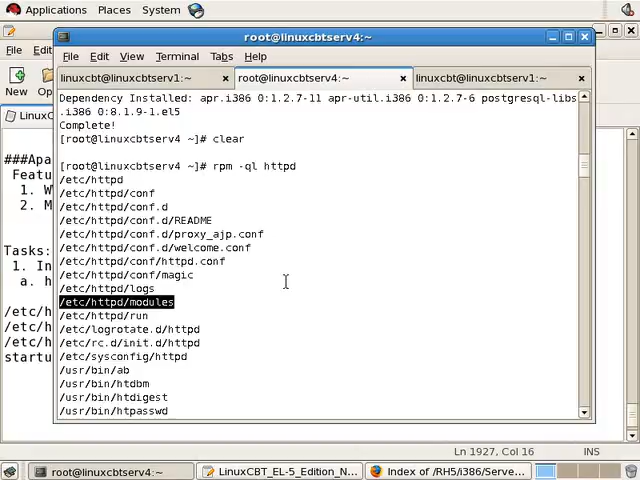 Applications Places System
root@linuxcbtserv4:~
File Edit
File Edit View Terminal Tabs Help
New
linuxcbt@linuxcbtserv1:~ root@linuxcbtserv4:~ linuxcbt@linuxcbtserv1:~
Dependency Installed: apr.i386 0:1.2.7-11 apr-util.i386 0:1.2.7-6 postgresql-libs
.i386 0:8.1.9-1.el5
Complete!
[root@linuxcbtserv4 ~]# clear
[root@linuxcbtserv4 ~]# rpm -ql httpd
/etc/httpd
/etc/httpd/conf
/etc/httpd/conf.d
/etc/httpd/conf.d/README
/etc/httpd/conf.d/proxy_ajp.conf
/etc/httpd/conf.d/welcome.conf
/etc/httpd/conf/httpd.conf
/etc/httpd/conf/magic
/etc/httpd/logs
/etc/httpd/modules
/etc/httpd/run
/etc/logrotate.d/httpd
/etc/rc.d/init.d/httpd
/etc/sysconfig/httpd
/usr/bin/ab
/usr/bin/htdbm
/usr/bin/htdigest
/usr/bin/htpasswd
###Apa
Featu
1. W
2. M
Tasks:
1. In
a. h
/etc/h
/etc/h
/etc/h
startu
Ln 1927, Col 16 INS
root@linuxcbtserv4:~ LinuxCBT_EL-5_Edition_N... Index of /RH5/i386/Serve...